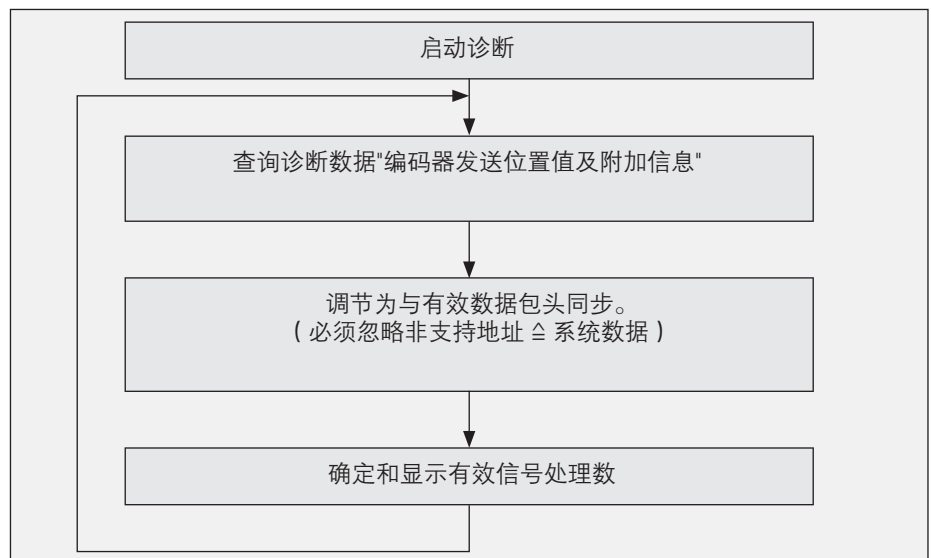 启动诊断
查询诊断数据"编码器发送位置值及附加信息"
调节为与有效数据包头同步。
(必须忽略非支持地址 ≙ 系统数据)
确定和显示有效信号处理数